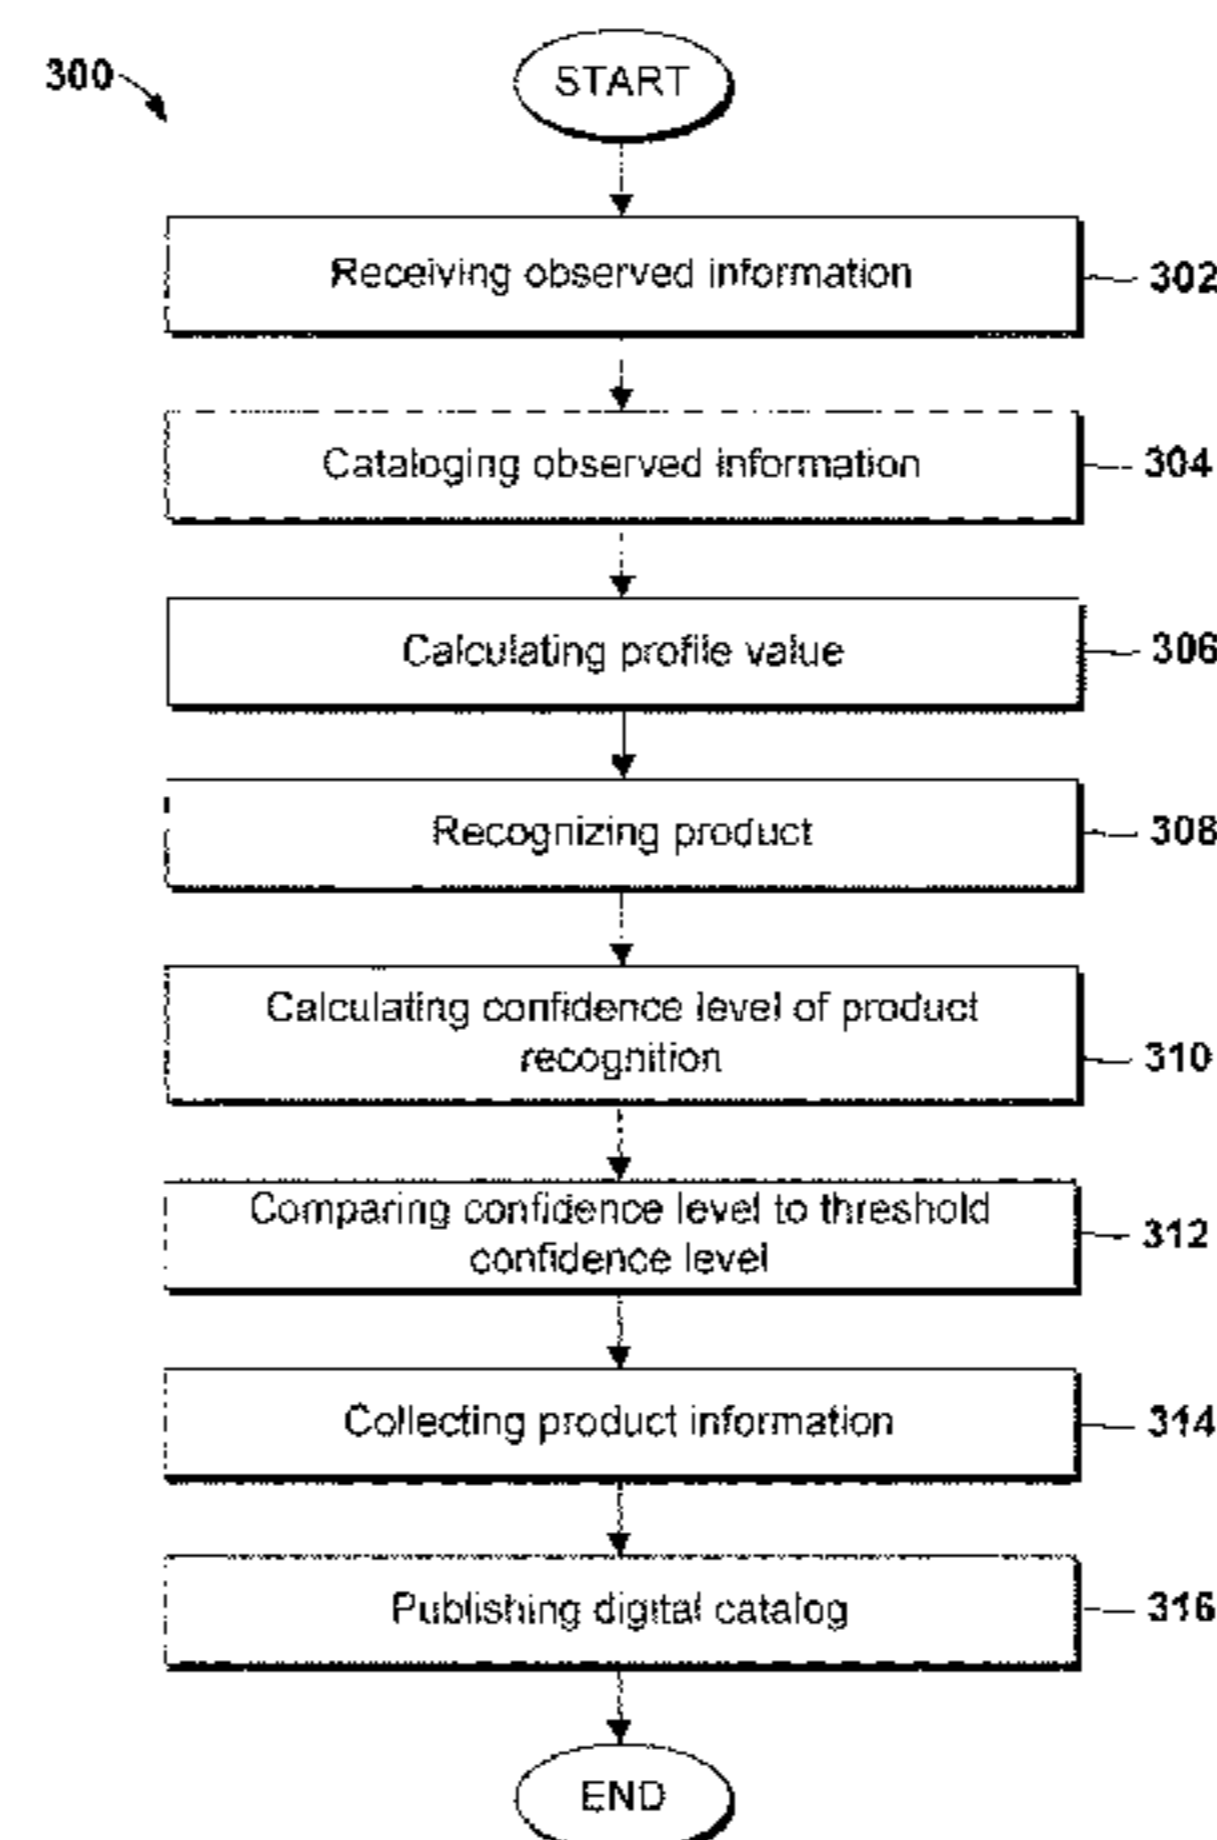 300
START
Receiving observed information
302
Cataloging observed information
304
Calculating profile value
306
Recognizing product
308
Calculating confidence level of product
recognition
310
Comparing confidence level to threshold
confidence level
312
Collecting product information
314
Publishing digital catalog
316
END